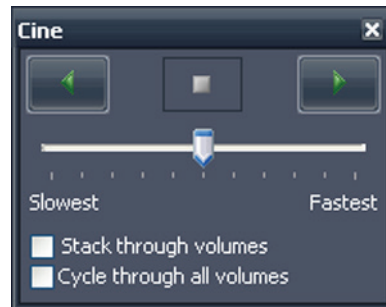 Cine
Slowest Fastest
Stack through volumes
Cycle through all volumes